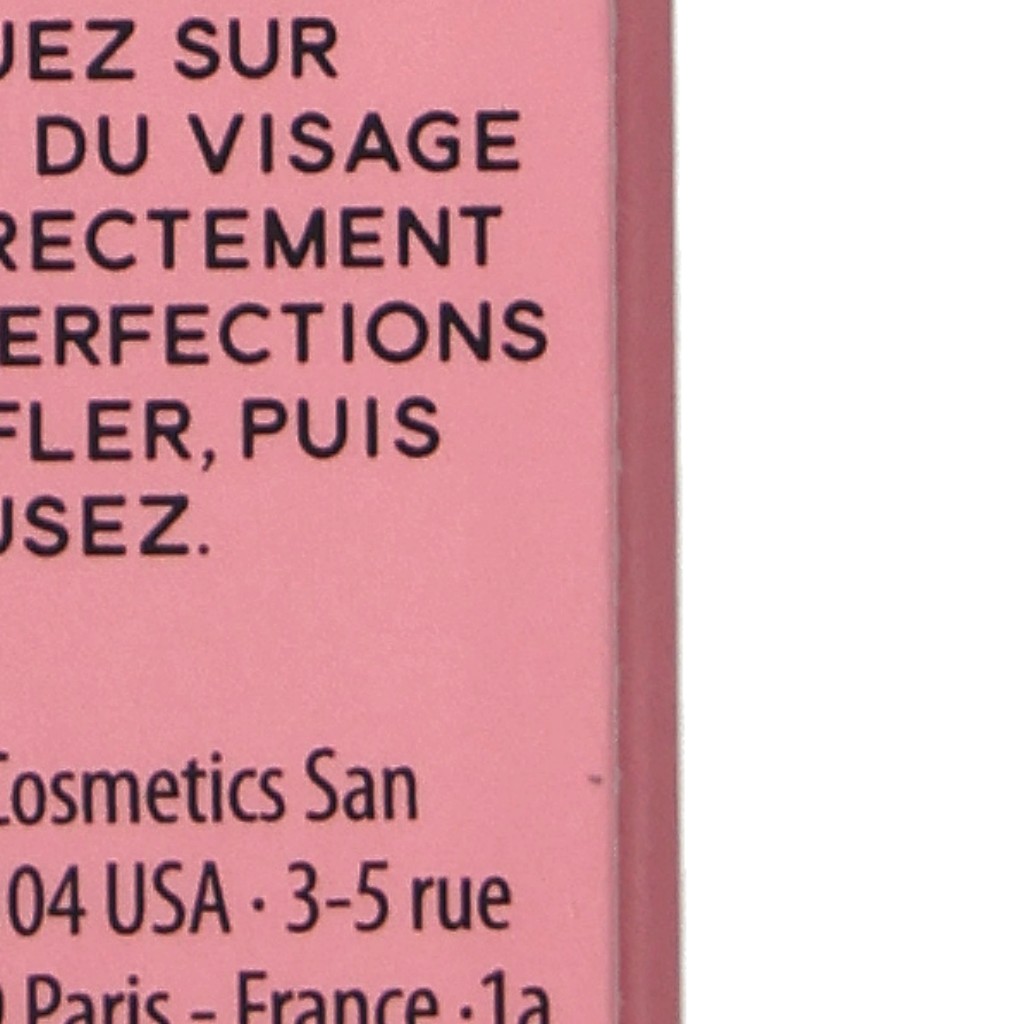 UEZ SUR
DU VISAGE
RECTEMENT
ERFECTIONS
FLER, PUIS
USEZ.
Cosmetics San
04 USA · 3-5 rue
Paris - France · 1a